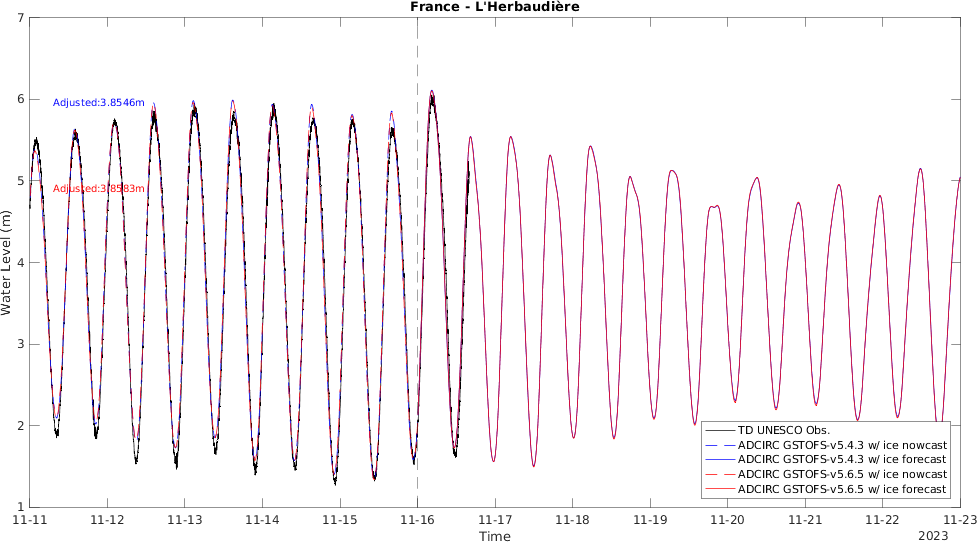 France - L'Herbaudière
7
6
5
4
3
2
1
Water Level (m)
Adjusted:3.8546m
Adjusted:3.8583m
TD UNESCO Obs.
ADCIRC GSTOFS-v5.4.3 w/ ice nowcast
ADCIRC GSTOFS-v5.4.3 w/ ice forecast
ADCIRC GSTOFS-v5.6.5 w/ ice nowcast
ADCIRC GSTOFS-v5.6.5 w/ ice forecast
11-11 11-12 11-13 11-14 11-15 11-16 11-17 11-18 11-19 11-20 11-21 11-22 11-23
Time
2023